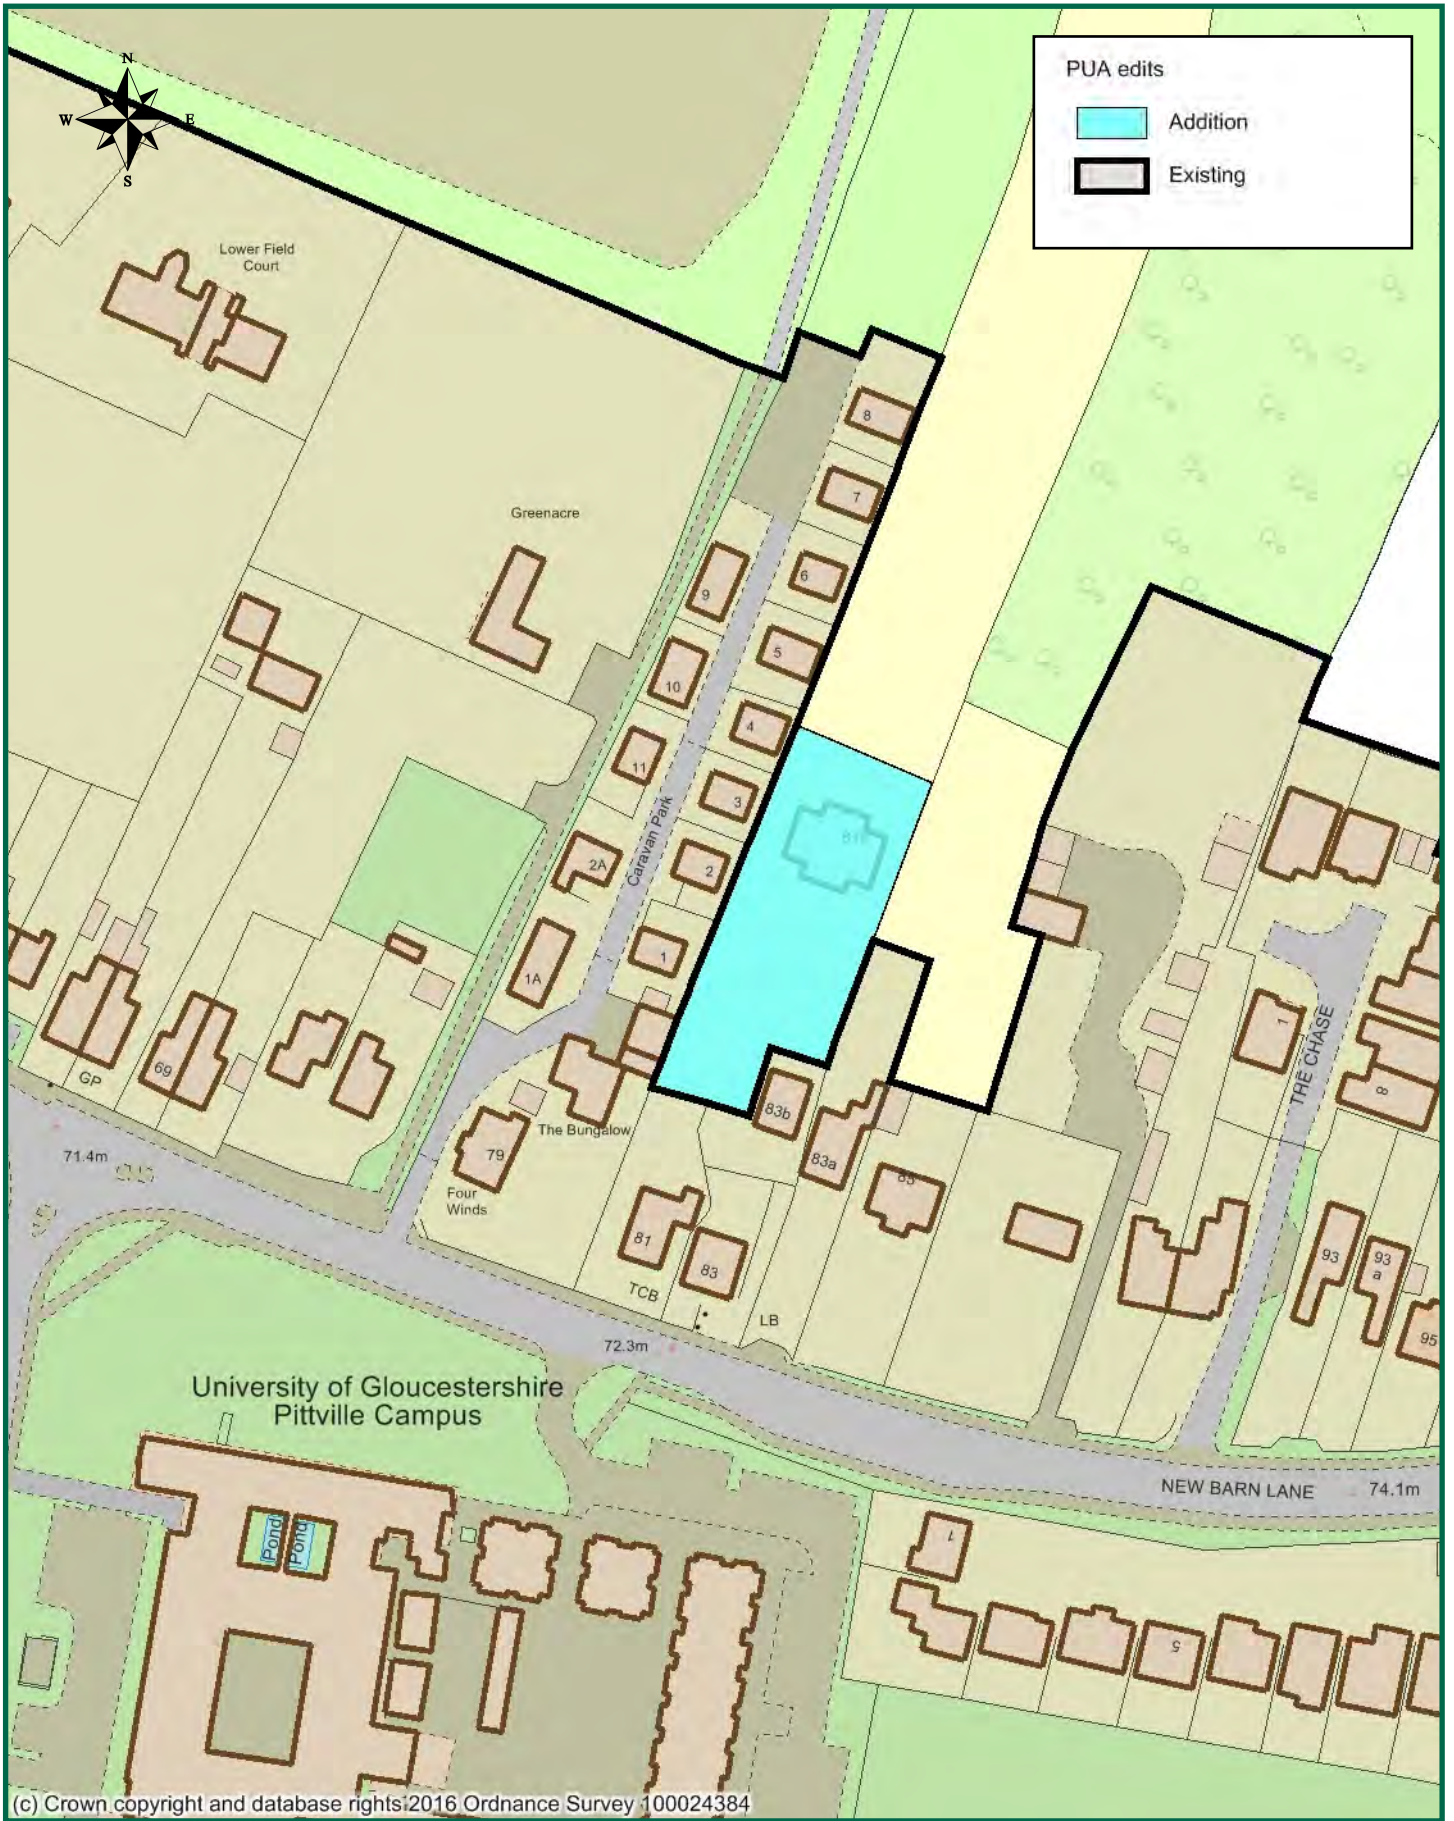 N
W
E
S
PUA edits
Addition
Existing
Lower Field
Court
Greenacre
8
7
6
9
5
10
4
11
3
Caravan Park
2A
2
1
1A
69
GP
The Bungalow
79
83b
83a
85
Four
Winds
71.4m
81
83
TCB
LB
72.3m
1
THE CHASE
8
93
93
a
95
University of Gloucestershire
Pittville Campus
NEW BARN LANE
74.1m
Pond
Pond
1
5
(c) Crown copyright and database rights 2016 Ordnance Survey 100024384